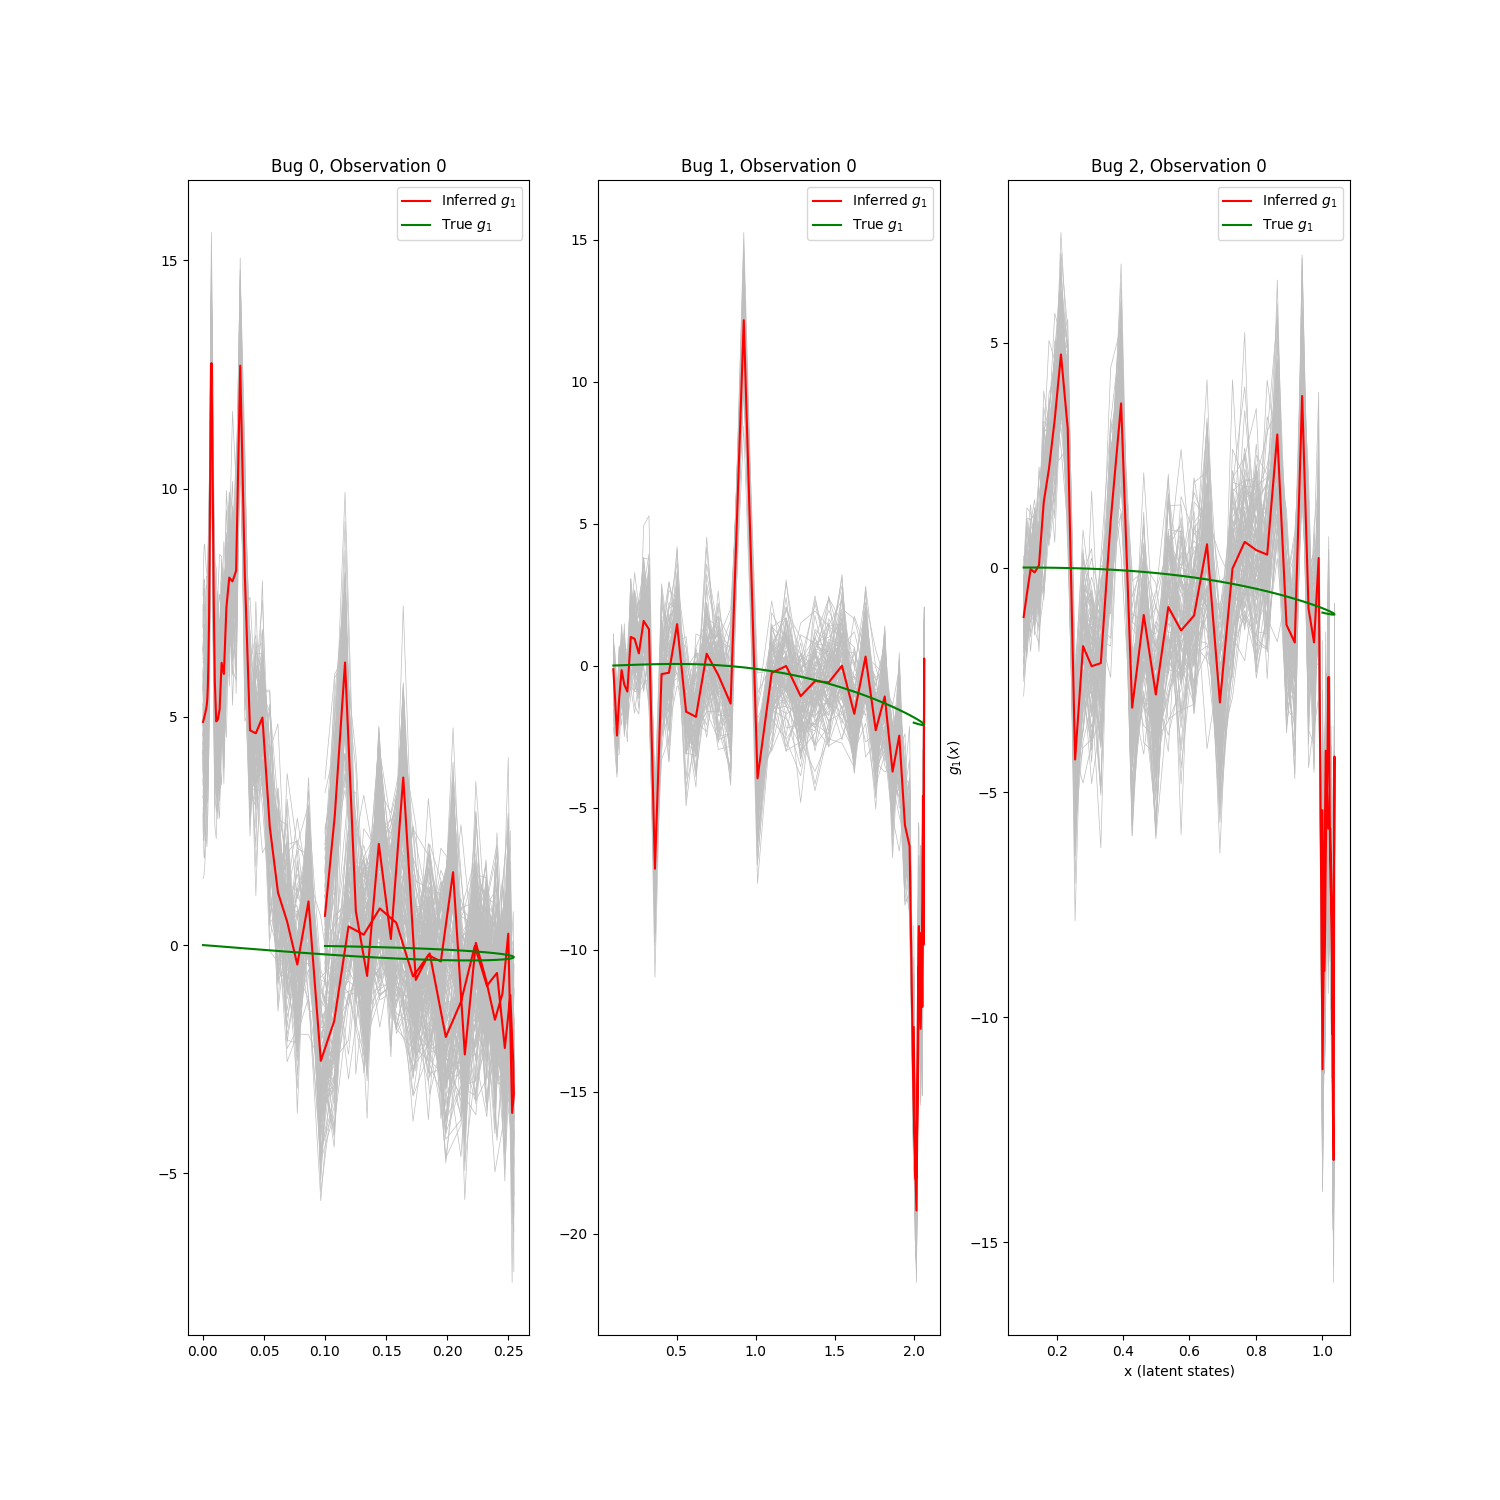 Bug 0, Observation 0
Inferred g₁
True g₁
15
10
5
0
−5
0.00 0.05 0.10 0.15 0.20 0.25
Bug 1, Observation 0
Inferred g₁
True g₁
15
10
5
0
−5
−10
−15
−20
0.5 1.0 1.5 2.0
Bug 2, Observation 0
Inferred g₁
True g₁
g₁(x)
5
0
−5
−10
−15
0.2 0.4 0.6 0.8 1.0
x (latent states)